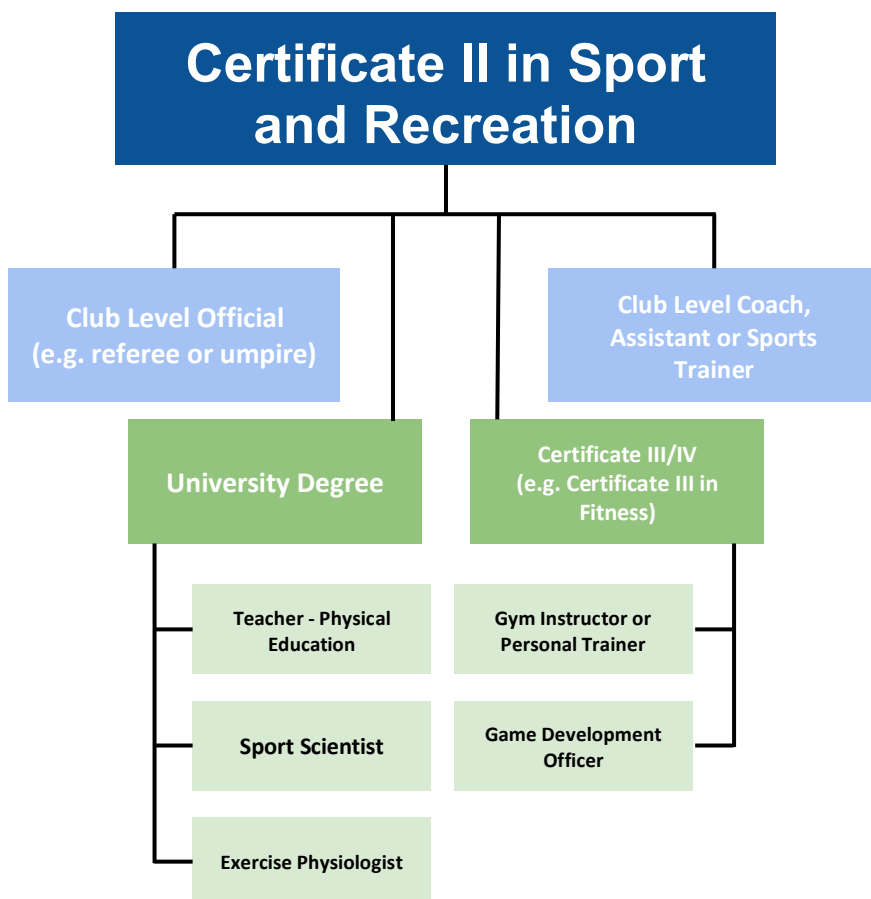 Certificate II in Sport
and Recreation
Club Level Official
(e.g. referee or umpire)
Club Level Coach,
Assistant or Sports
Trainer
University Degree
Certificate III/IV
(e.g. Certificate III in
Fitness)
Teacher - Physical
Education
Gym Instructor or
Personal Trainer
Sport Scientist
Game Development
Officer
Exercise Physiologist